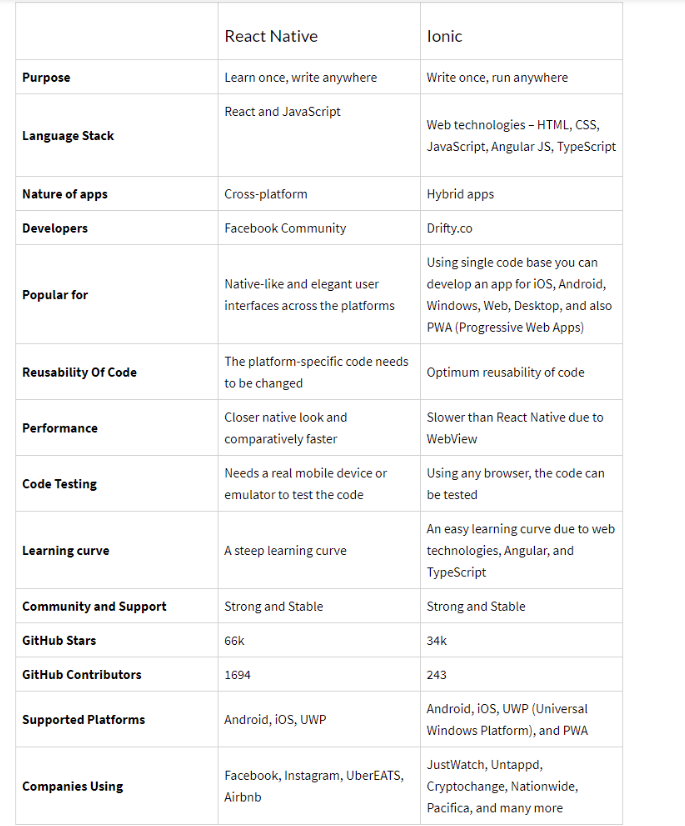 React Native
Ionic
Purpose
Learn once, write anywhere
Write once, run anywhere
Language Stack
React and JavaScript
Web technologies – HTML, CSS,
JavaScript, Angular JS, TypeScript
Nature of apps
Cross-platform
Hybrid apps
Developers
Facebook Community
Drifty.co
Popular for
Native-like and elegant user
interfaces across the platforms
Using single code base you can
develop an app for iOS, Android,
Windows, Web, Desktop, and also
PWA (Progressive Web Apps)
Reusability Of Code
The platform-specific code needs
to be changed
Optimum reusability of code
Performance
Closer native look and
comparatively faster
Slower than React Native due to
WebView
Code Testing
Needs a real mobile device or
emulator to test the code
Using any browser, the code can
be tested
Learning curve
A steep learning curve
An easy learning curve due to web
technologies, Angular, and
TypeScript
Community and Support
Strong and Stable
Strong and Stable
GitHub Stars
66k
34k
GitHub Contributors
1694
243
Supported Platforms
Android, iOS, UWP
Android, iOS, UWP (Universal
Windows Platform), and PWA
Companies Using
Facebook, Instagram, UberEATS,
Airbnb
JustWatch, Untappd,
Cryptochange, Nationwide,
Pacifica, and many more